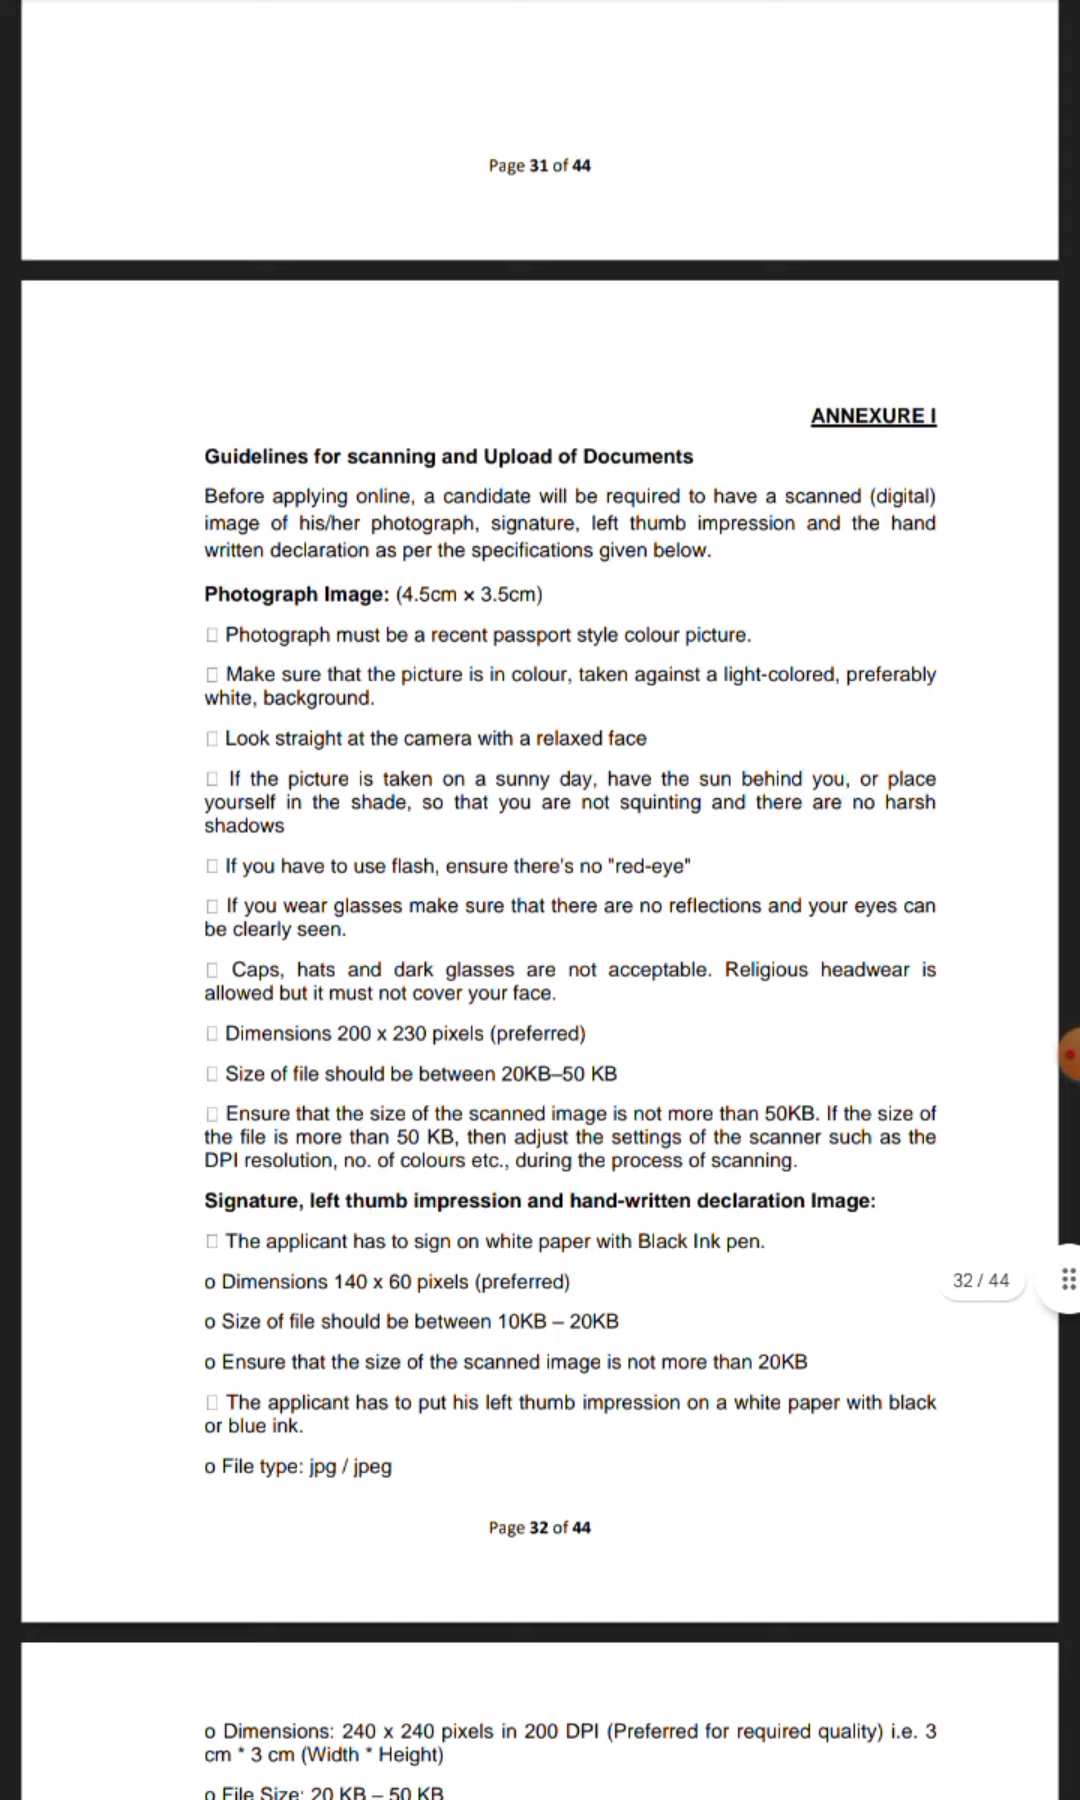 Page 31 of 44
ANNEXURE I
Guidelines for scanning and Upload of Documents
Before applying online, a candidate will be required to have a scanned (digital)
image of his/her photograph, signature, left thumb impression and the hand
written declaration as per the specifications given below.
Photograph Image: (4.5cm × 3.5cm)
 Photograph must be a recent passport style colour picture.
 Make sure that the picture is in colour, taken against a light-colored, preferably
white, background.
 Look straight at the camera with a relaxed face
 If the picture is taken on a sunny day, have the sun behind you, or place
yourself in the shade, so that you are not squinting and there are no harsh
shadows
 If you have to use flash, ensure there's no "red-eye"
 If you wear glasses make sure that there are no reflections and your eyes can
be clearly seen.
 Caps, hats and dark glasses are not acceptable. Religious headwear is
allowed but it must not cover your face.
 Dimensions 200 x 230 pixels (preferred)
 Size of file should be between 20KB–50 KB
 Ensure that the size of the scanned image is not more than 50KB. If the size of
the file is more than 50 KB, then adjust the settings of the scanner such as the
DPI resolution, no. of colours etc., during the process of scanning.
Signature, left thumb impression and hand-written declaration Image:
 The applicant has to sign on white paper with Black Ink pen.
o Dimensions 140 x 60 pixels (preferred)
32 / 44
o Size of file should be between 10KB – 20KB
o Ensure that the size of the scanned image is not more than 20KB
 The applicant has to put his left thumb impression on a white paper with black
or blue ink.
o File type: jpg / jpeg
Page 32 of 44
o Dimensions: 240 x 240 pixels in 200 DPI (Preferred for required quality) i.e. 3
cm * 3 cm (Width * Height)
o File Size: 20 KB – 50 KB